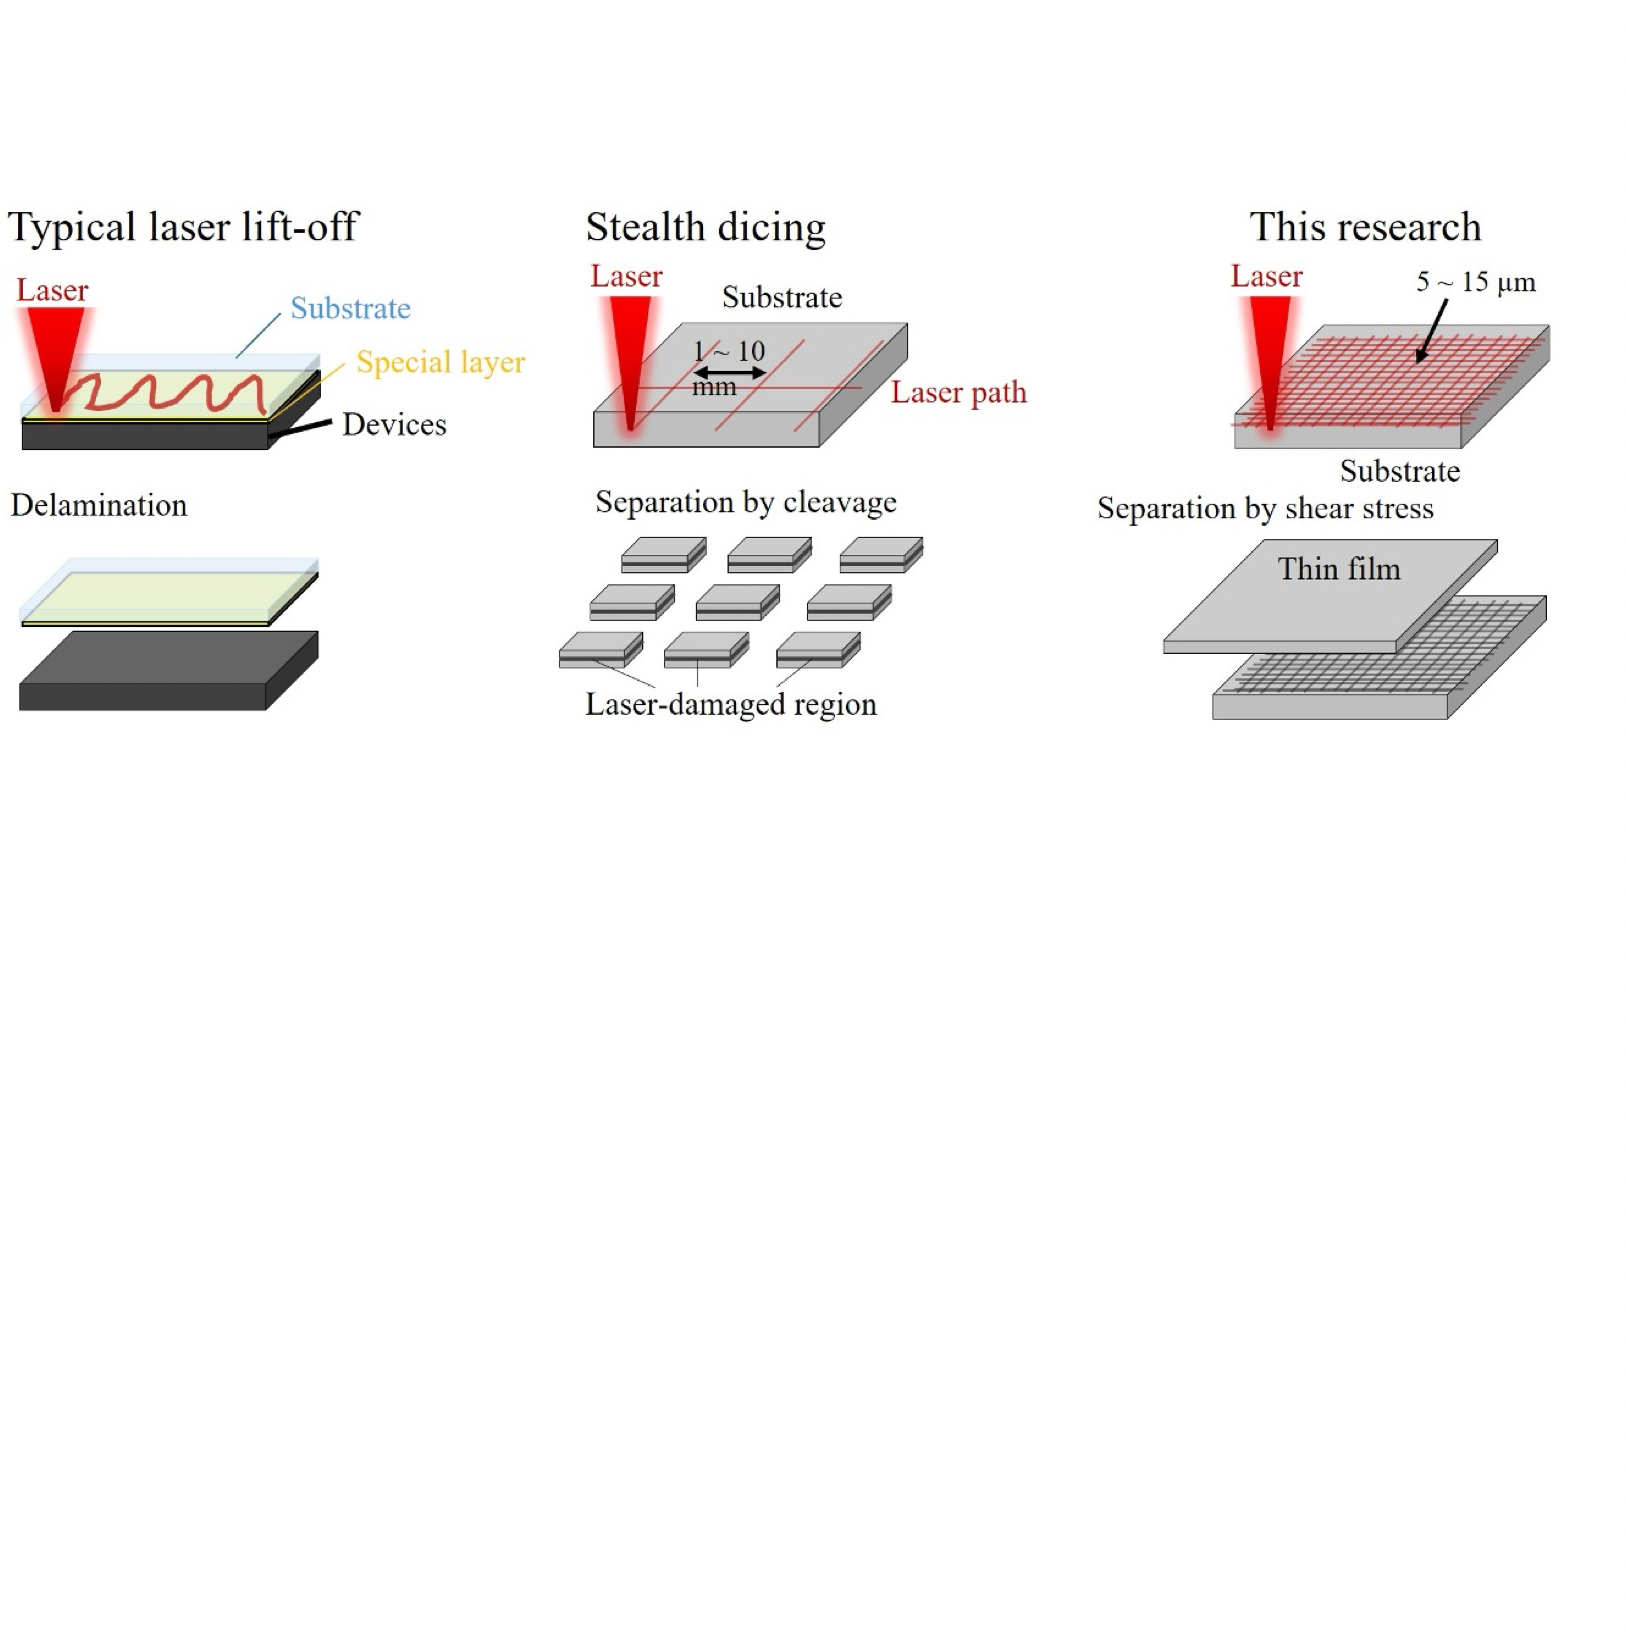 Typical laser lift-off
Laser
Substrate
Special layer
Devices
Delamination
Stealth dicing
Laser
Substrate
1 ~ 10
mm
Laser path
Separation by cleavage
Laser-damaged region
This research
Laser
5 ~ 15 µm
Substrate
Separation by shear stress
Thin film